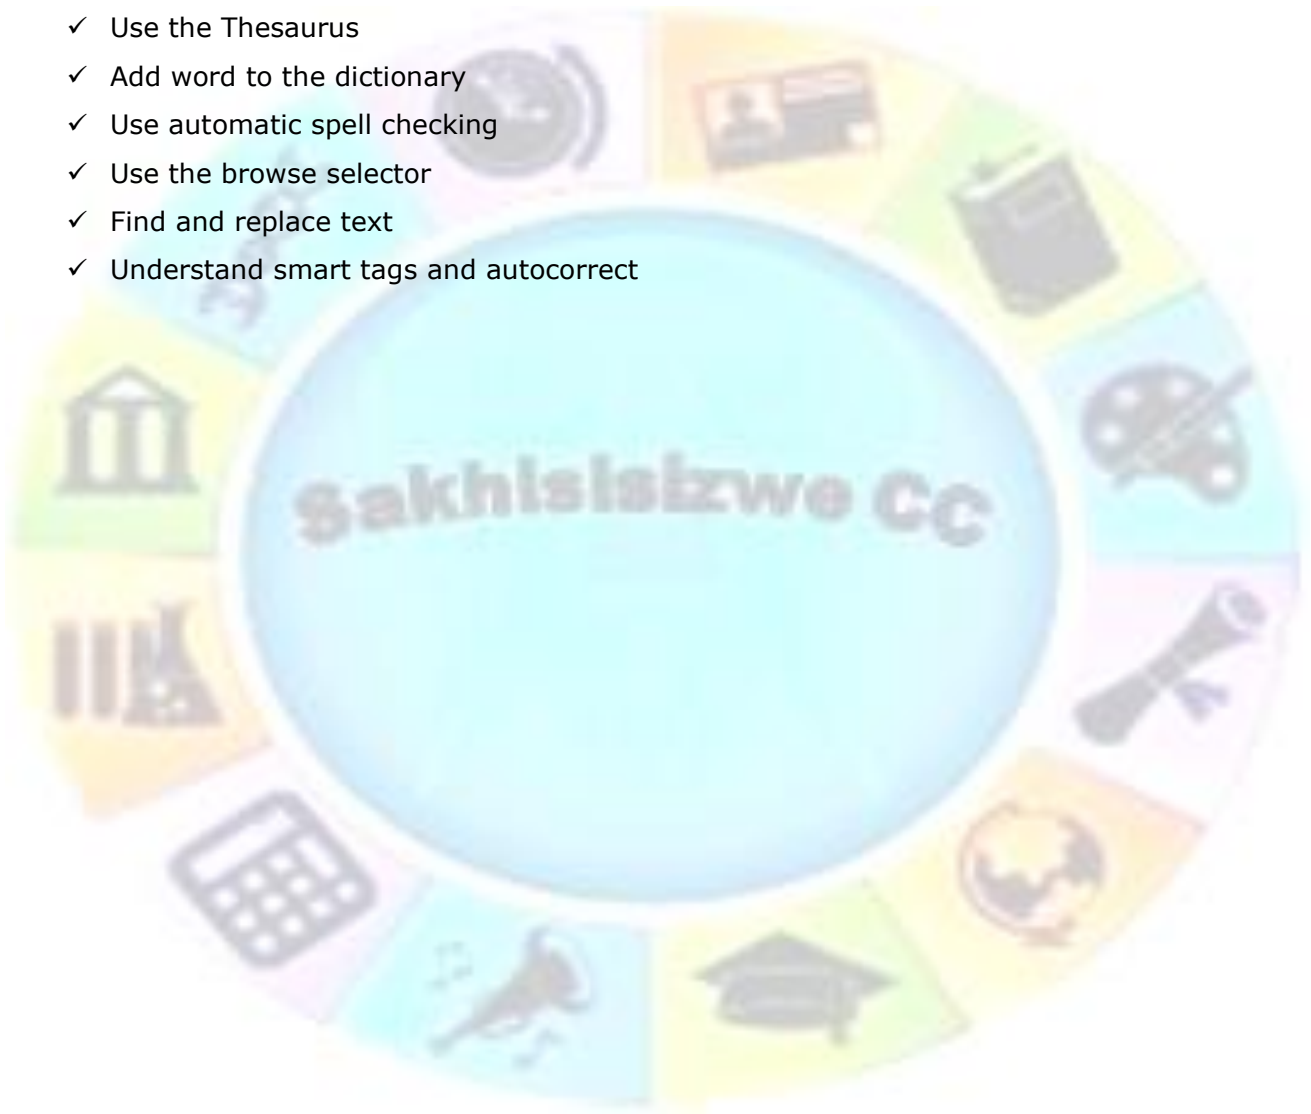 ✓ Use the Thesaurus
✓ Add word to the dictionary
✓ Use automatic spell checking
✓ Use the browse selector
✓ Find and replace text
✓ Understand smart tags and autocorrect
Sakhisisizwe CC